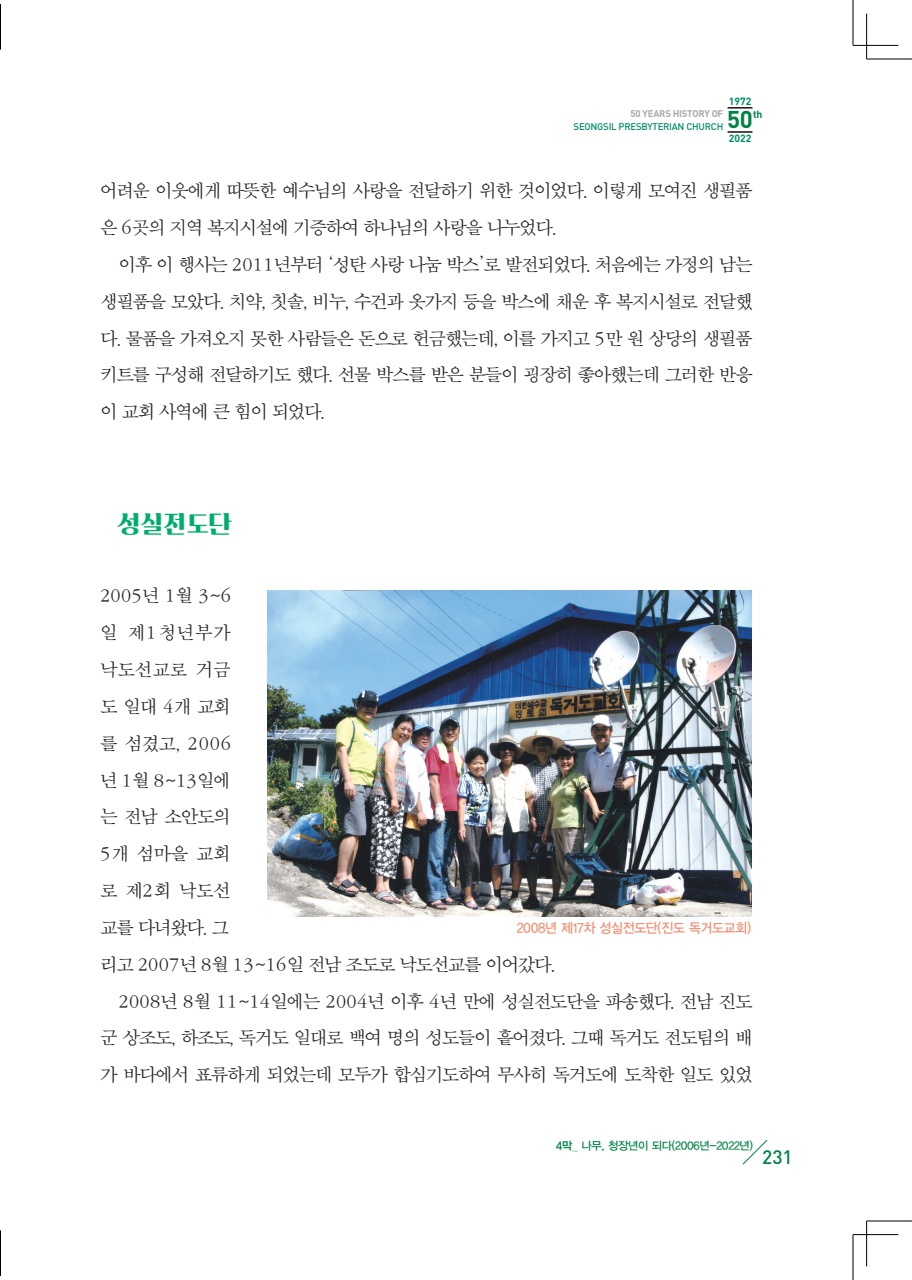 1972
50 YEARS HISTORY OF
SEONGSIL PRESBYTERIAN CHURCH
50th
2022
어려운 이웃에게 따뜻한 예수님의 사랑을 전달하기 위한 것이었다. 이렇게 모여진 생필품
은 6곳의 지역 복지시설에 기증하여 하나님의 사랑을 나누었다.
이후 이 행사는 2011년부터 ‘성탄 사랑 나눔 박스’로 발전되었다. 처음에는 가정의 남는
생필품을 모았다. 치약, 칫솔, 비누, 수건과 옷가지 등을 박스에 채운 후 복지시설로 전달했
다. 물품을 가져오지 못한 사람들은 돈으로 헌금했는데, 이를 가지고 5만 원 상당의 생필품
키트를 구성해 전달하기도 했다. 선물 박스를 받은 분들이 굉장히 좋아했는데 그러한 반응
이 교회 사역에 큰 힘이 되었다.
성실전도단
2005년 1월 3~6
일 제1청년부가
낙도선교로 거금
도 일대 4개 교회
를 섬겼고, 2006
년 1월 8~13일에
는 전남 소안도의
5개 섬마을 교회
로 제2회 낙도선
교를 다녀왔다. 그
대한예수교
장로회
독거도교회
2008년 제17차 성실전도단(진도 독거도교회)
리고 2007년 8월 13~16일 전남 조도로 낙도선교를 이어갔다.
2008년 8월 11~14일에는 2004년 이후 4년 만에 성실전도단을 파송했다. 전남 진도
군 상조도, 하조도, 독거도 일대로 백여 명의 성도들이 흩어졌다. 그때 독거도 전도팀의 배
가 바다에서 표류하게 되었는데 모두가 합심기도하여 무사히 독거도에 도착한 일도 있었
4막_ 나무, 청장년이 되다(2006년-2022년)
231